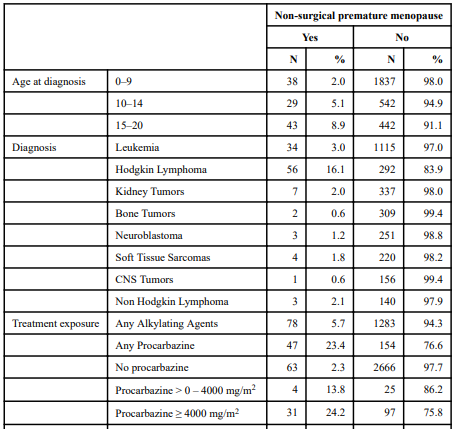 Non-surgical premature menopause
Yes No
N % N %
Age at diagnosis 0–9 38 2.0 1837 98.0
10–14 29 5.1 542 94.9
15–20 43 8.9 442 91.1
Diagnosis Leukemia 34 3.0 1115 97.0
Hodgkin Lymphoma 56 16.1 292 83.9
Kidney Tumors 7 2.0 337 98.0
Bone Tumors 2 0.6 309 99.4
Neuroblastoma 3 1.2 251 98.8
Soft Tissue Sarcomas 4 1.8 220 98.2
CNS Tumors 1 0.6 156 99.4
Non Hodgkin Lymphoma 3 2.1 140 97.9
Treatment exposure Any Alkylating Agents 78 5.7 1283 94.3
Any Procarbazine 47 23.4 154 76.6
No procarbazine 63 2.3 2666 97.7
Procarbazine > 0 – 4000 mg/m² 4 13.8 25 86.2
Procarbazine ≥ 4000 mg/m² 31 24.2 97 75.8